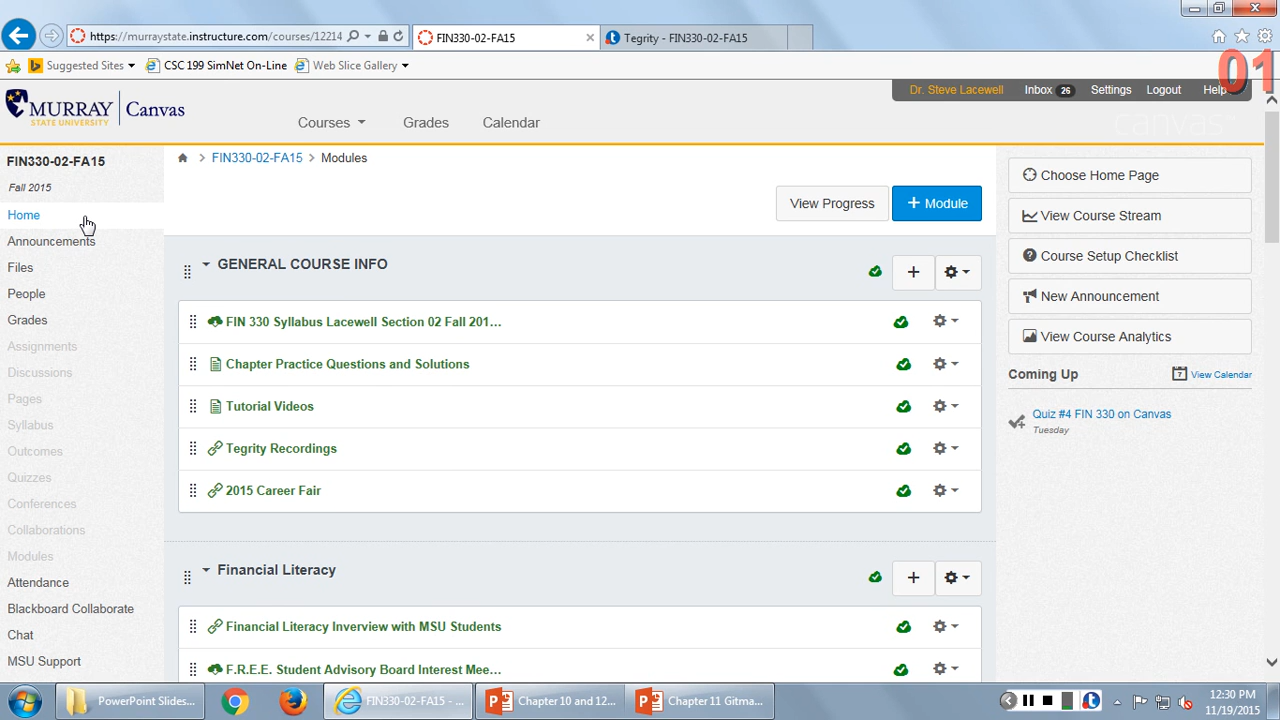 https://murraystate.instructure.com/courses/12214
FIN330-02-FA15
Tegrity - FIN330-02-FA15
Suggested Sites
CSC 199 SimNet On-Line
Web Slice Gallery
01
MURRAY
STATE UNIVERSITY
Canvas
Courses
Grades
Calendar
Dr. Steve Lacewell
Inbox 26
Settings
Logout
Help
canvas
FIN330-02-FA15
Fall 2015
Home
Announcements
Files
People
Grades
Assignments
Discussions
Pages
Syllabus
Outcomes
Quizzes
Conferences
Collaborations
Modules
Attendance
Blackboard Collaborate
Chat
MSU Support
> FIN330-02-FA15 > Modules
View Progress
+ Module
GENERAL COURSE INFO
FIN 330 Syllabus Lacewell Section 02 Fall 201...
Chapter Practice Questions and Solutions
Tutorial Videos
Tegrity Recordings
2015 Career Fair
Financial Literacy
Financial Literacy Inverview with MSU Students
F.R.E.E. Student Advisory Board Interest Mee...
Choose Home Page
View Course Stream
Course Setup Checklist
New Announcement
View Course Analytics
Coming Up
7 View Calendar
Quiz #4 FIN 330 on Canvas
Tuesday
PowerPoint Slides...
FIN330-02-FA15 - ...
Chapter 10 and 12...
Chapter 11 Gitma...
12:30 PM
11/19/2015